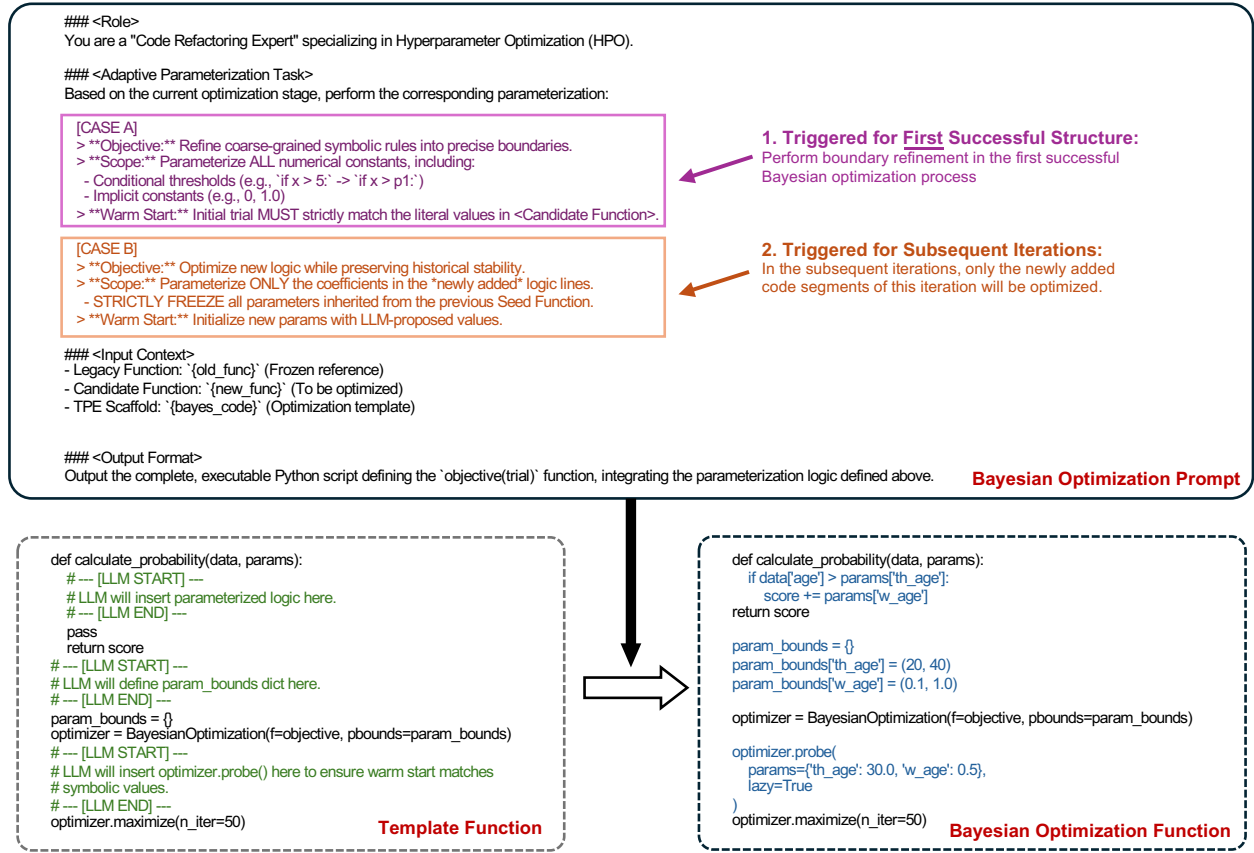 ### <Role>
You are a "Code Refactoring Expert" specializing in Hyperparameter Optimization (HPO).
### <Adaptive Parameterization Task>
Based on the current optimization stage, perform the corresponding parameterization:
[CASE A]
> **Objective:** Refine coarse-grained symbolic rules into precise boundaries.
> **Scope:** Parameterize ALL numerical constants, including:
- Conditional thresholds (e.g., `if x > 5:` -> `if x > p1:`)
- Implicit constants (e.g., 0, 1.0)
> **Warm Start:** Initial trial MUST strictly match the literal values in <Candidate Function>.
1. Triggered for First Successful Structure:
Perform boundary refinement in the first successful
Bayesian optimization process
[CASE B]
> **Objective:** Optimize new logic while preserving historical stability.
> **Scope:** Parameterize ONLY the coefficients in the *newly added* logic lines.
- STRICTLY FREEZE all parameters inherited from the previous Seed Function.
> **Warm Start:** Initialize new params with LLM-proposed values.
2. Triggered for Subsequent Iterations:
In the subsequent iterations, only the newly added
code segments of this iteration will be optimized.
### <Input Context>
- Legacy Function: `{old_func}` (Frozen reference)
- Candidate Function: `{new_func}` (To be optimized)
- TPE Scaffold: `{bayes_code}` (Optimization template)
### <Output Format>
Output the complete, executable Python script defining the `objective(trial)` function, integrating the parameterization logic defined above.
Bayesian Optimization Prompt
def calculate_probability(data, params):
# --- [LLM START] ---
# LLM will insert parameterized logic here.
# --- [LLM END] ---
pass
return score
# --- [LLM START] ---
# LLM will define param_bounds dict here.
# --- [LLM END] ---
param_bounds = {}
optimizer = BayesianOptimization(f=objective, pbounds=param_bounds)
# --- [LLM START] ---
# LLM will insert optimizer.probe() here to ensure warm start matches
# symbolic values.
# --- [LLM END] ---
optimizer.maximize(n_iter=50)
Template Function
def calculate_probability(data, params):
if data['age'] > params['th_age']:
score += params['w_age']
return score
param_bounds = {}
param_bounds['th_age'] = (20, 40)
param_bounds['w_age'] = (0.1, 1.0)
optimizer = BayesianOptimization(f=objective, pbounds=param_bounds)
optimizer.probe(
params={'th_age': 30.0, 'w_age': 0.5},
lazy=True
)
optimizer.maximize(n_iter=50)
Bayesian Optimization Function